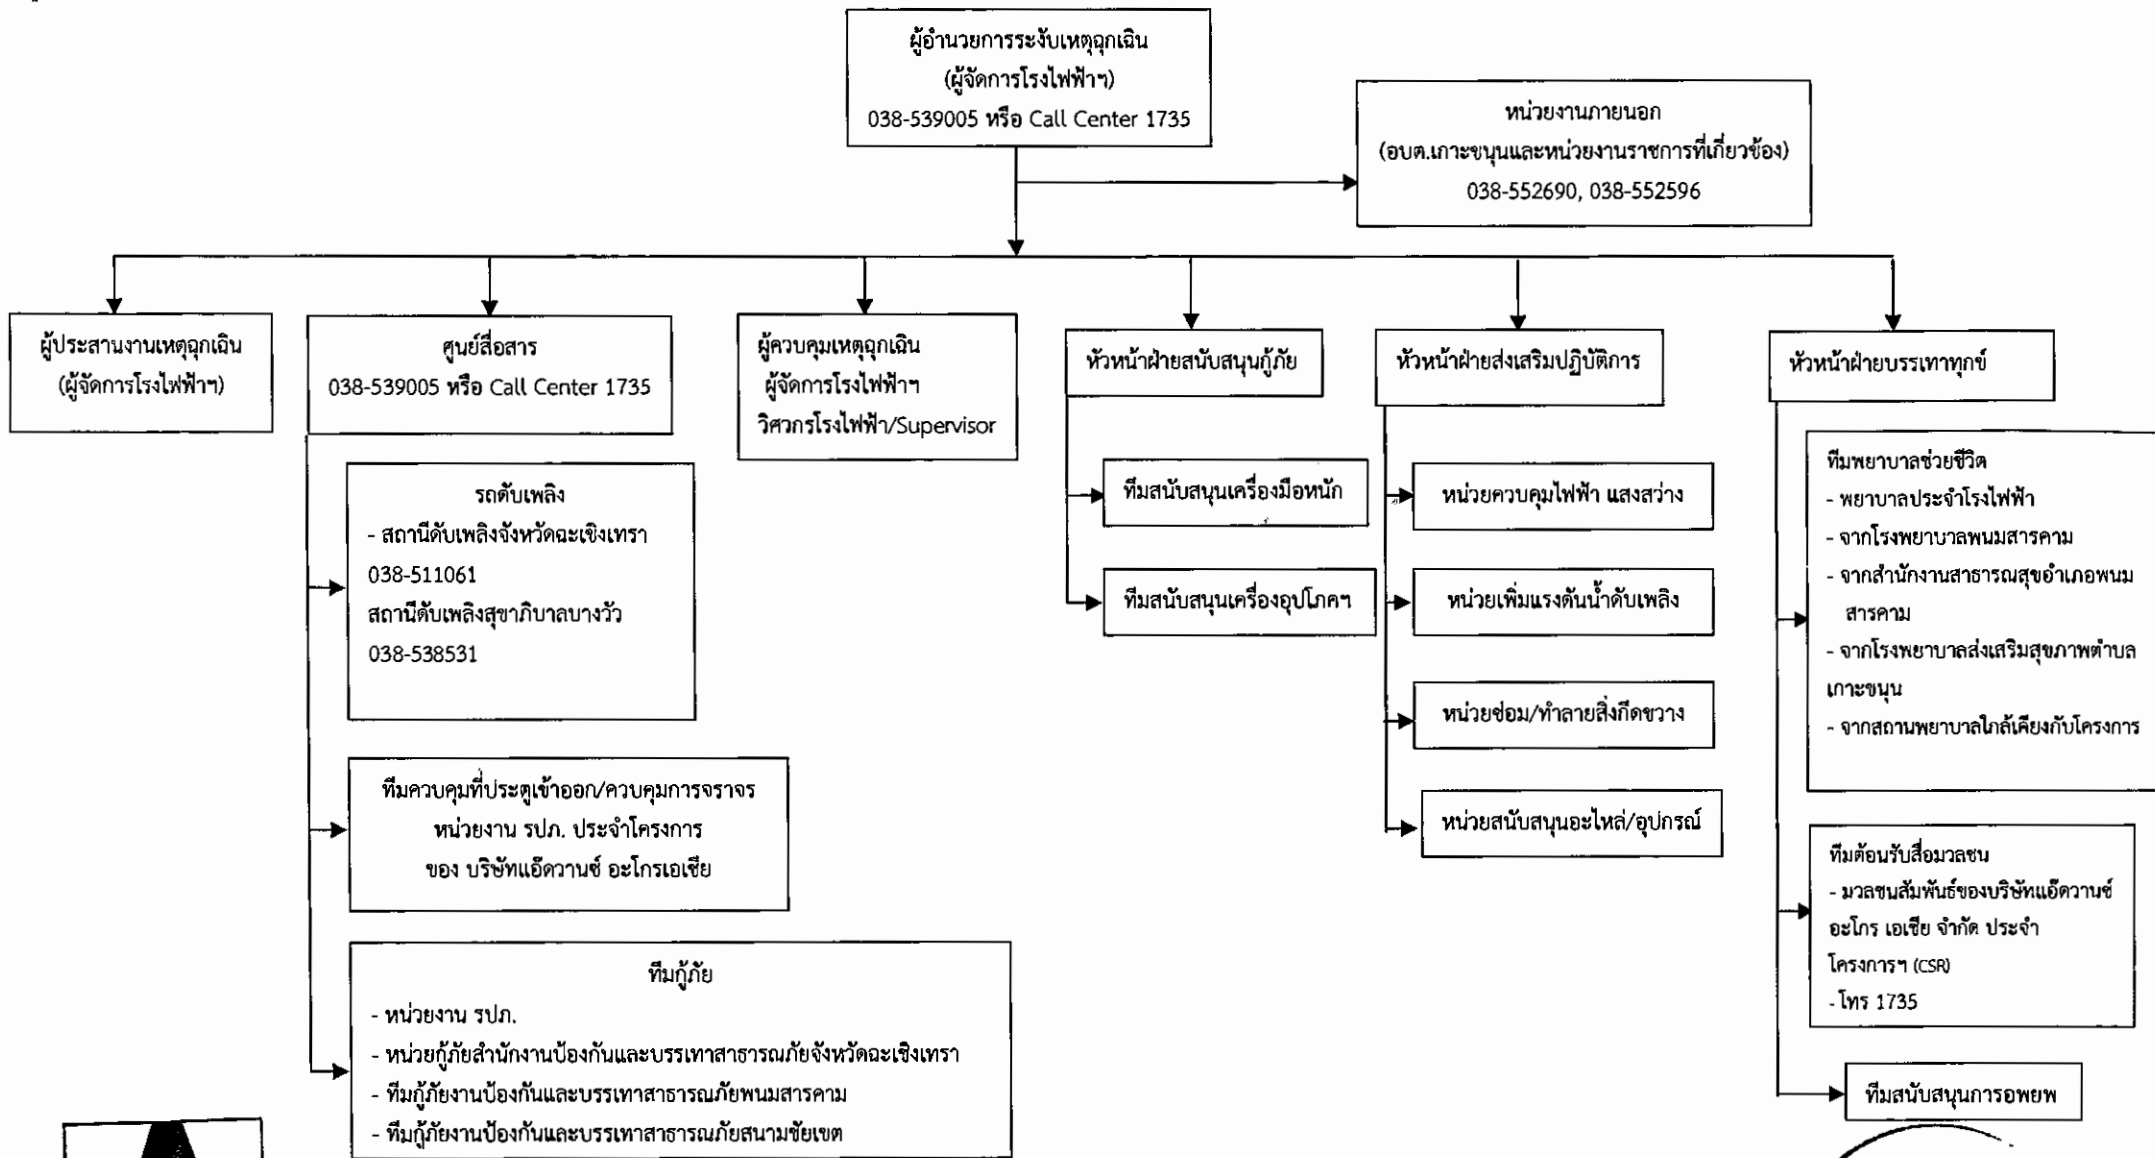 ผู้อำนวยการระงับเหตุฉุกเฉิน
(ผู้จัดการโรงไฟฟ้าฯ)
038-539005 หรือ Call Center 1735
หน่วยงานภายนอก
(อบต.เกาะขนุนและหน่วยงานราชการที่เกี่ยวข้อง)
038-552690, 038-552596
ผู้ประสานงานเหตุฉุกเฉิน
(ผู้จัดการโรงไฟฟ้าฯ)
ศูนย์สื่อสาร
038-539005 หรือ Call Center 1735
รถดับเพลิง
- สถานีดับเพลิงจังหวัดฉะเชิงเทรา
038-511061
สถานีดับเพลิงสุขาภิบาลบางวัว
038-538531
ทีมควบคุมที่ประตูเข้าออก/ควบคุมการจราจร
หน่วยงาน รปภ. ประจำโครงการ
ของ บริษัทแอ๊ดวานซ์ อะโกรเอเชีย
ทีมกู้ภัย
- หน่วยงาน รปภ.
- หน่วยกู้ภัยสำนักงานป้องกันและบรรเทาสาธารณภัยจังหวัดฉะเชิงเทรา
- ทีมกู้ภัยงานป้องกันและบรรเทาสาธารณภัยพนมสารคาม
- ทีมกู้ภัยงานป้องกันและบรรเทาสาธารณภัยสนามชัยเขต
ผู้ควบคุมเหตุฉุกเฉิน
ผู้จัดการโรงไฟฟ้าฯ
วิศวกรโรงไฟฟ้า/Supervisor
หัวหน้าฝ่ายสนับสนุนกู้ภัย
ทีมสนับสนุนเครื่องมือหนัก
ทีมสนับสนุนเครื่องอุปโภคฯ
หัวหน้าฝ่ายส่งเสริมปฏิบัติการ
หน่วยควบคุมไฟฟ้า แสงสว่าง
หน่วยเพิ่มแรงดันน้ำดับเพลิง
หน่วยซ่อม/ทำลายสิ่งกีดขวาง
หน่วยสนับสนุนอะไหล่/อุปกรณ์
หัวหน้าฝ่ายบรรเทาทุกข์
ทีมพยาบาลช่วยชีวิต
- พยาบาลประจำโรงไฟฟ้า
- จากโรงพยาบาลพนมสารคาม
- จากสำนักงานสาธารณสุขอำเภอพนม
สารคาม
- จากโรงพยาบาลส่งเสริมสุขภาพตำบล
เกาะขนุน
- จากสถานพยาบาลใกล้เคียงกับโครงการ
ทีมต้อนรับสื่อมวลชน
- มวลชนสัมพันธ์ของบริษัทแอ๊ดวานซ์
อะโกร เอเชีย จำกัด ประจำ
โครงการฯ (CSR)
- โทร 1735
ทีมสนับสนุนการอพยพ